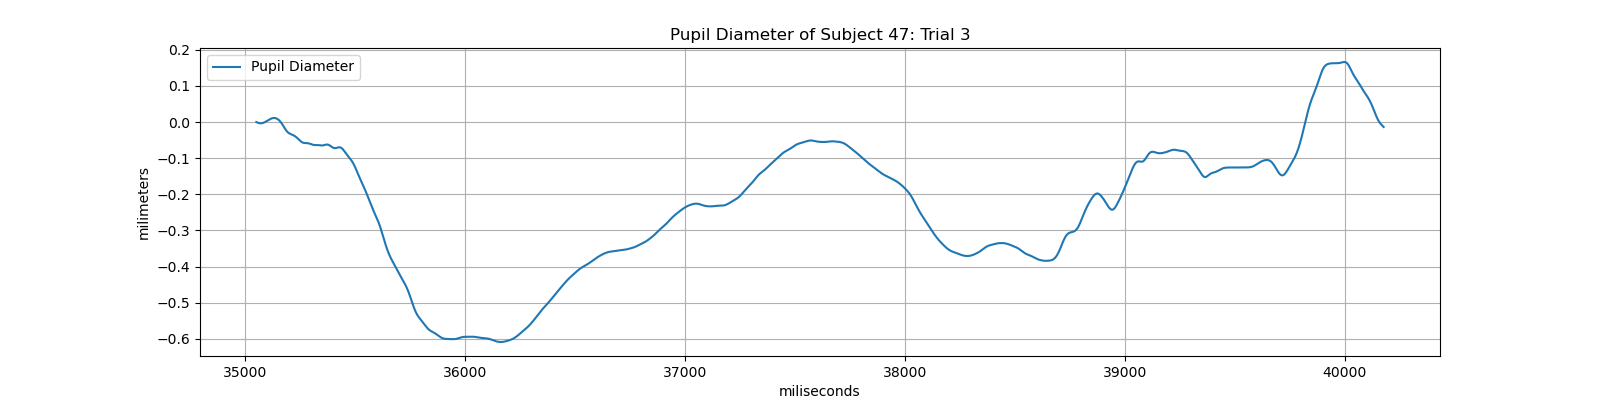 Pupil Diameter of Subject 47: Trial 3
Pupil Diameter
milimeters
0.2
0.1
0.0
−0.1
−0.2
−0.3
−0.4
−0.5
−0.6
35000 36000 37000 38000 39000 40000
miliseconds